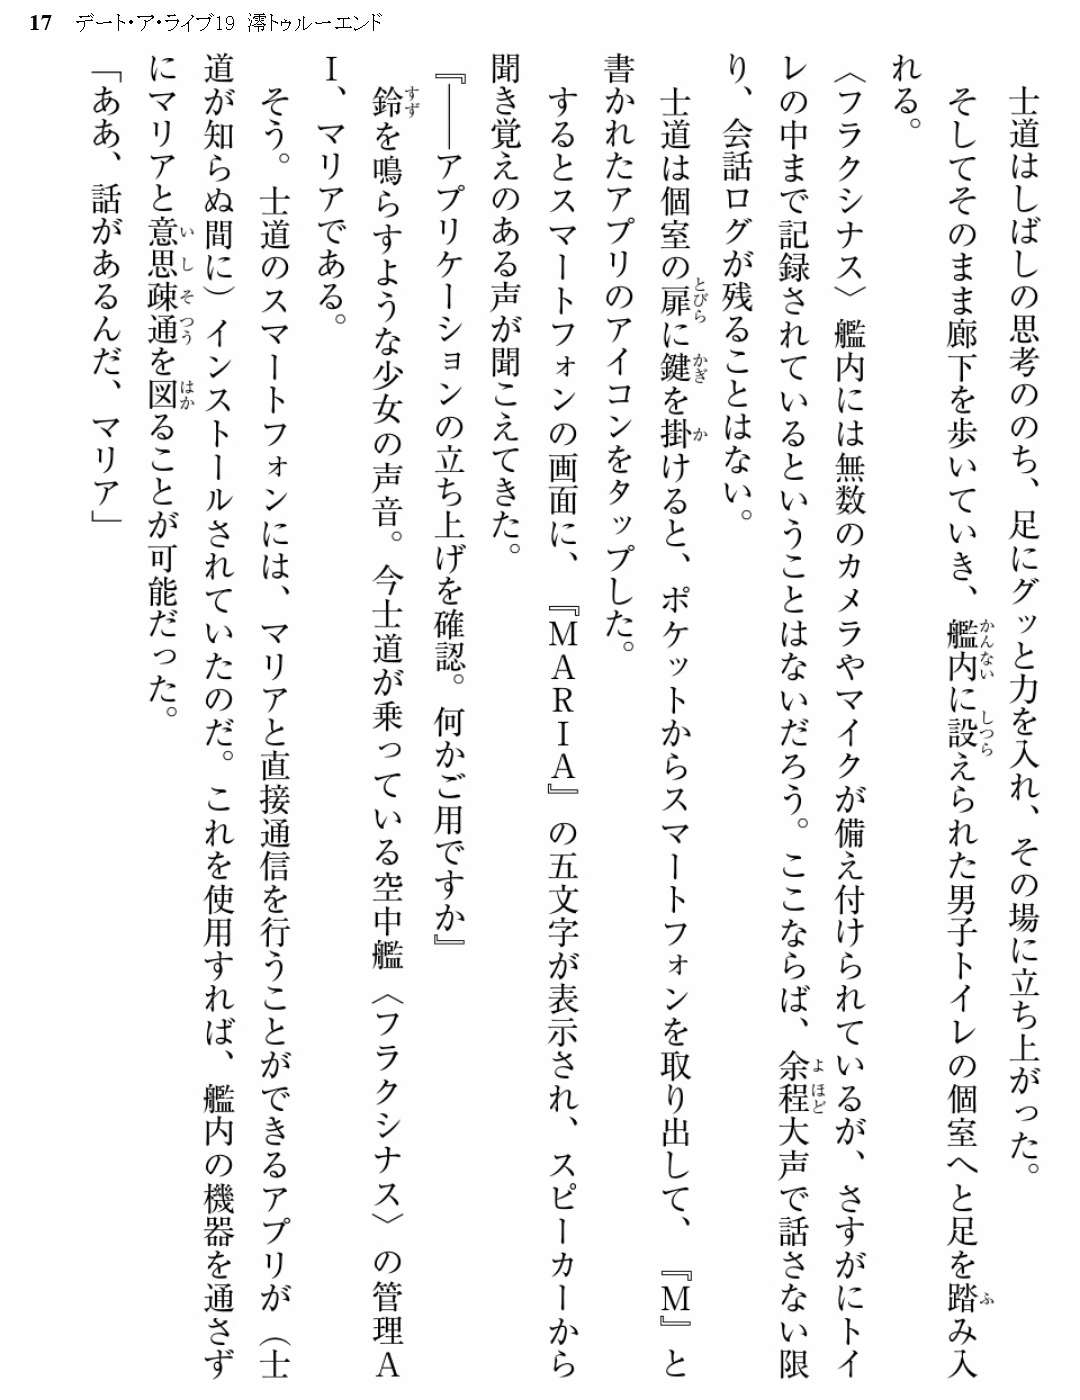 17 デート・ア・ライブ19 澪トゥルーエンド
士道はしばしの思考ののち、足にグッと力を入れ、その場に立ち上がった。
そしてそのまま廊下を歩いていき、艦内に設えられた男子トイレの個室へと足を踏み入
れる。
〈フラクシナス〉艦内には無数のカメラやマイクが備え付けられているが、さすがにトイ
レの中まで記録されているということはないだろう。ここならば、余程大声で話さない限
り、会話ログが残ることはない。
士道は個室の扉に鍵を掛けると、ポケットからスマートフォンを取り出して、『M』と
書かれたアプリのアイコンをタップした。
するとスマートフォンの画面に、『MARIA』の五文字が表示され、スピーカーから
聞き覚えのある声が聞こえてきた。
『――アプリケーションの立ち上げを確認。何かご用ですか』
鈴を鳴らすような少女の声音。今士道が乗っている空中艦〈フラクシナス〉の管理A
I、マリアである。
そう。士道のスマートフォンには、マリアと直接通信を行うことができるアプリが（士
道が知らぬ間に）インストールされていたのだ。これを使用すれば、艦内の機器を通さず
にマリアと意思疎通を図ることが可能だった。
「ああ、話があるんだ、マリア」